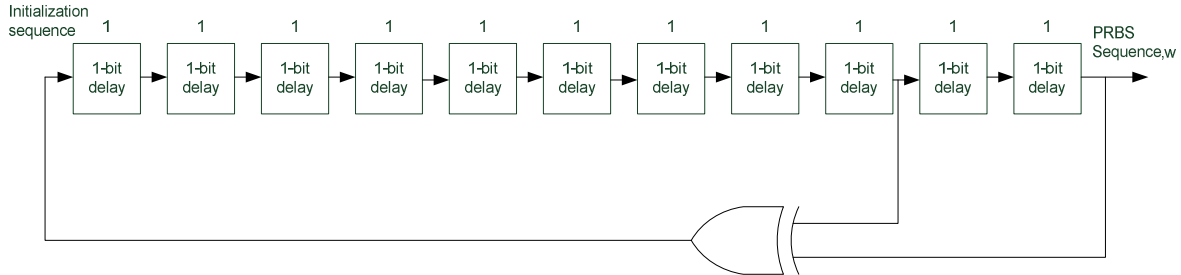 Initialization
sequence
1 1 1 1 1 1 1 1 1 1 1
PRBS
Sequence,w
1-bit delay
1-bit delay
1-bit delay
1-bit delay
1-bit delay
1-bit delay
1-bit delay
1-bit delay
1-bit delay
1-bit delay
1-bit delay